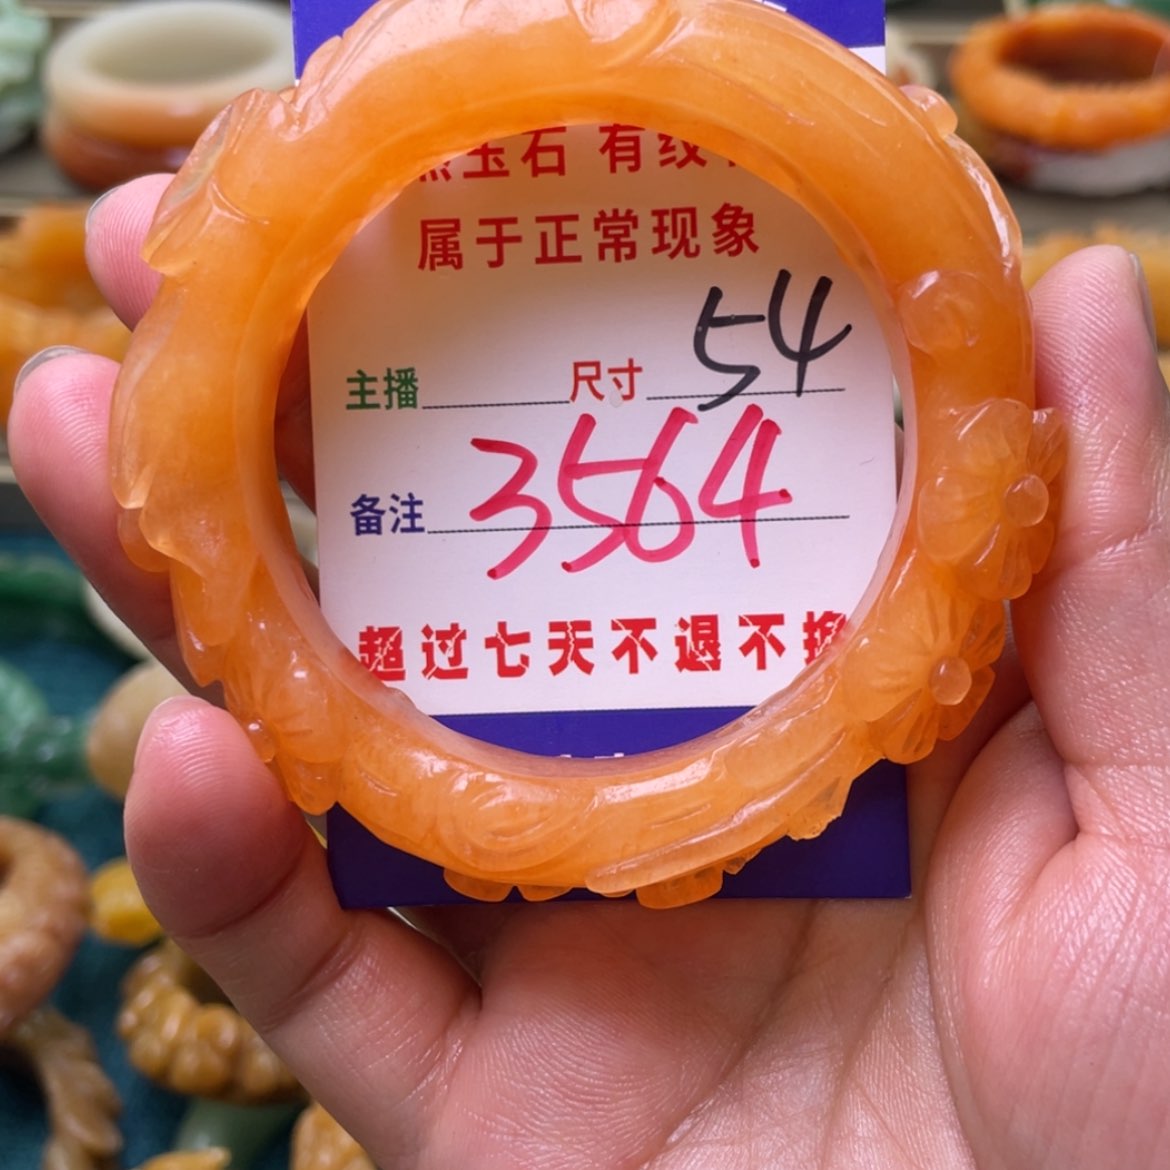 玉石 有纹
属于正常现象
主播 尺寸 54
备注 3564
超过七天不退不换